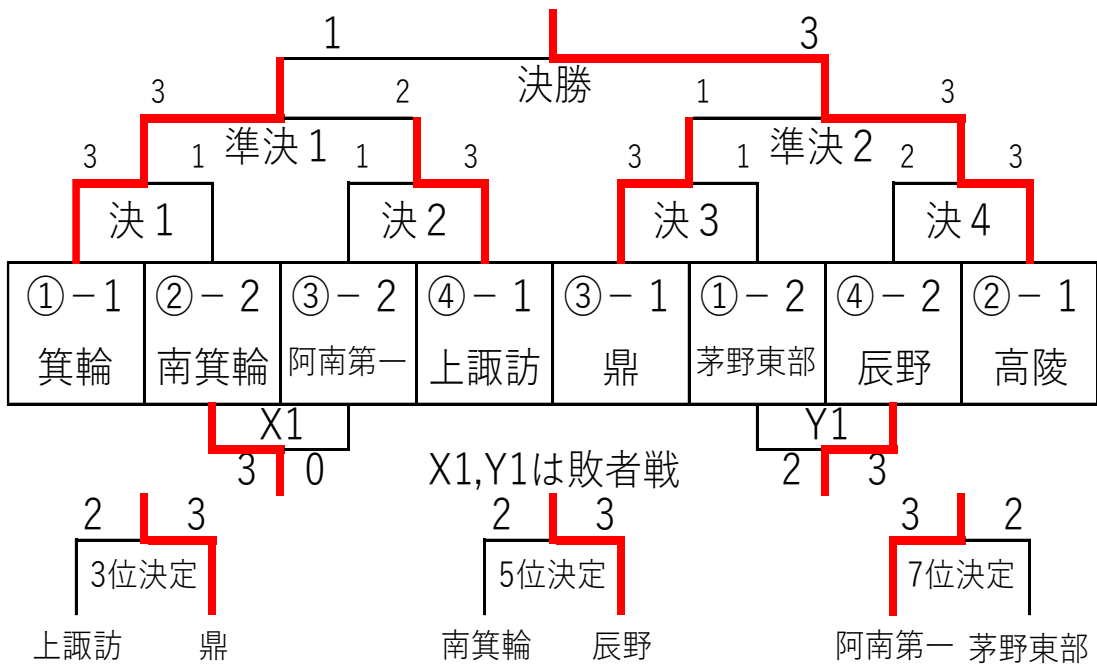 1 3
決勝
3 2 1 3
準決1 準決2
3 1 1 3 3 1 2 3
決1 決2 決3 決4
①-1 ②-2 ③-2 ④-1 ③-1 ①-2 ④-2 ②-1
箕輪 南箕輪 阿南第一 上諏訪 鼎 茅野東部 辰野 高陵
X1 Y1
3 0 X1,Y1は敗者戦 2 3
2 3 2 3 3 2
3位決定 5位決定 7位決定
上諏訪 鼎 南箕輪 辰野 阿南第一 茅野東部